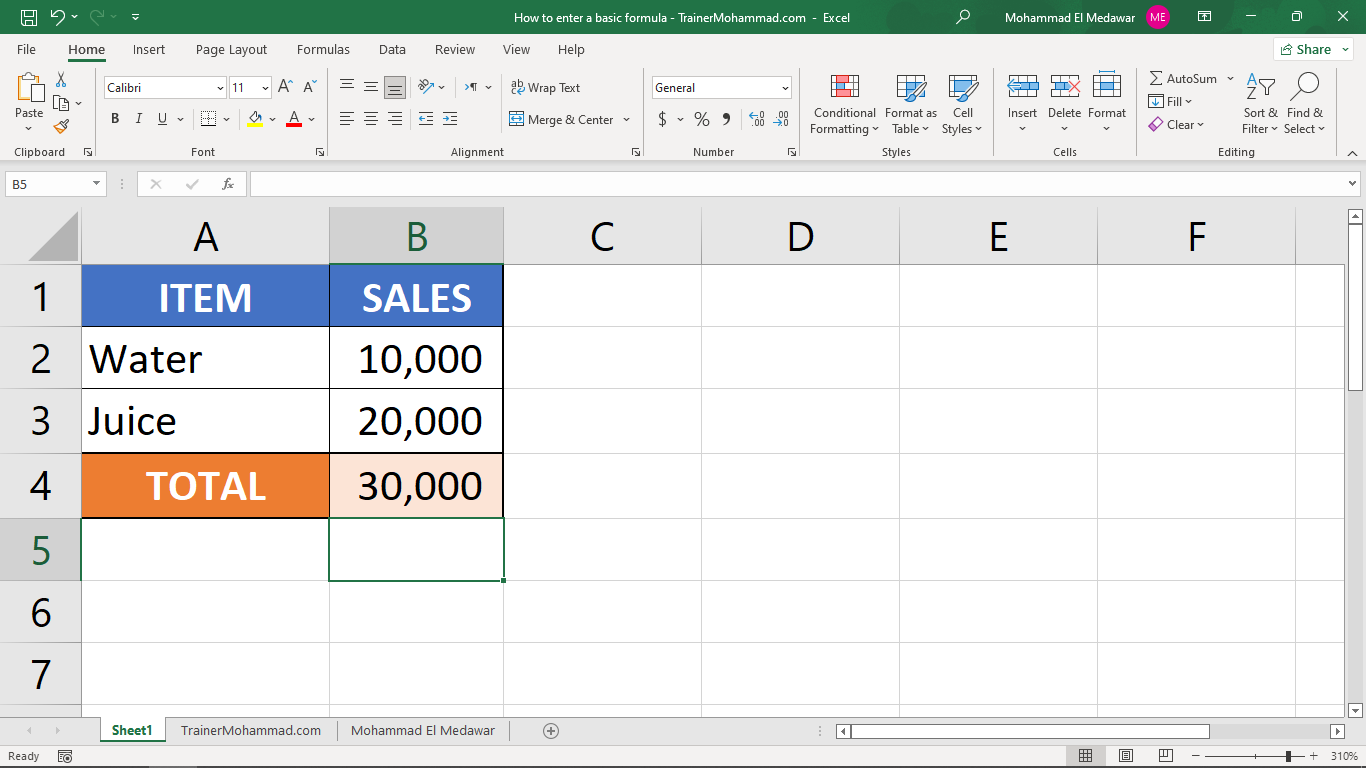 How to enter a basic formula - TrainerMohammad.com - Excel
Mohammad El Medawar
ME
File Home Insert Page Layout Formulas Data Review View Help
Share
Paste
Clipboard
Calibri 11
B I U A
Font
ab Wrap Text
Merge & Center
Alignment
General
$ % 9
Number
Conditional Formatting
Format as Table
Cell Styles
Styles
Insert Delete Format
Cells
AutoSum
Fill
Clear
Sort & Filter
Find & Select
Editing
B5 fx
A B C D E F
1 ITEM SALES
2 Water 10,000
3 Juice 20,000
4 TOTAL 30,000
5
6
7
Sheet1 TrainerMohammad.com Mohammad El Medawar
Ready 310%